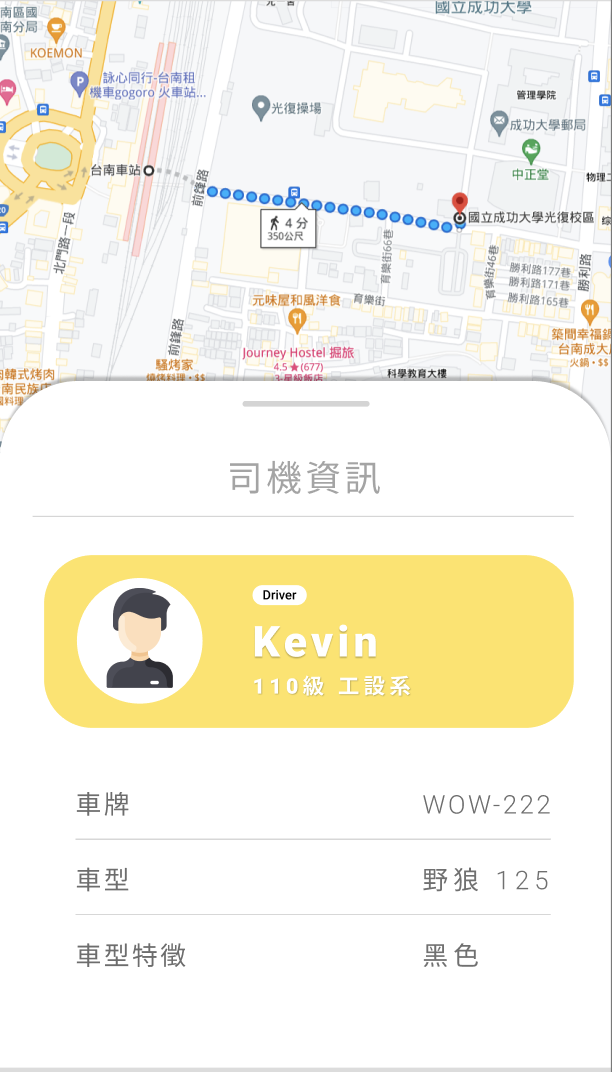 南區國
南分局
國立成功大學
KOEMON
詠心同行-台南租
機車gogoro 火車站...
管理學院
光復操場
成功大學郵局
中正堂
台南車站
物理二
前鋒路
國立成功大學光復校區
4 分
350公尺
北門路一段
育樂街66巷
育樂街46巷
勝利路
勝利路177巷
勝利路171巷
勝利路165巷
元味屋和風洋食
育樂街
前鋒路
Journey Hostel 掘旅
4.5★(677)
3-星級飯店
築間幸福鍋
台南成大
火鍋・$$
騷烤家
燒烤料理・$$
科學教育大樓
韓式烤肉
南民族店
司機資訊
Driver
Kevin
110級 工設系
車牌 WOW-222
車型 野狼 125
車型特徵 黑色